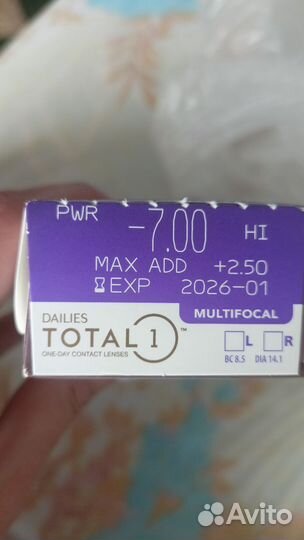 PWR -7.00 HI
MAX ADD +2.50
EXP 2026-01
MULTIFOCAL
DAILIES
TOTAL 1™
ONE-DAY CONTACT LENSES
L R
BC 8.5 DIA 14.1
Avito